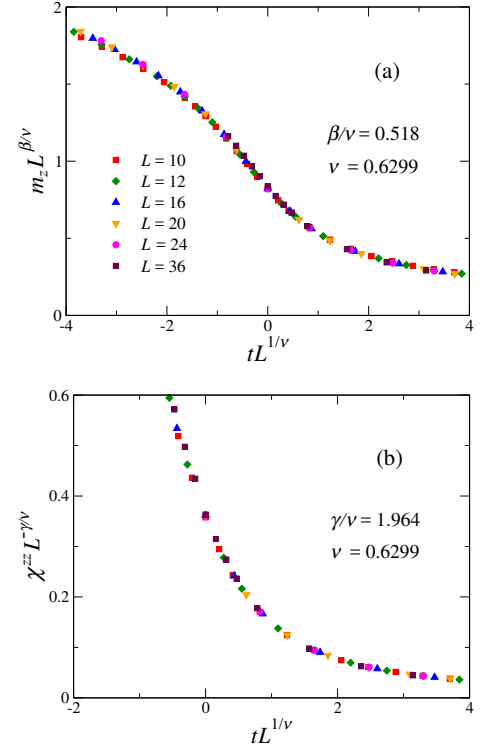 2
(a)
β/ν = 0.518
ν = 0.6299
m_z L^{β/ν}
1
L = 10
L = 12
L = 16
L = 20
L = 24
L = 36
0
-4 -2 0 2 4
tL^{1/ν}
0.6
(b)
0.4
γ/ν = 1.964
ν = 0.6299
χ^{zz} L^{-γ/ν}
0.2
0
-2 0 2 4
tL^{1/ν}